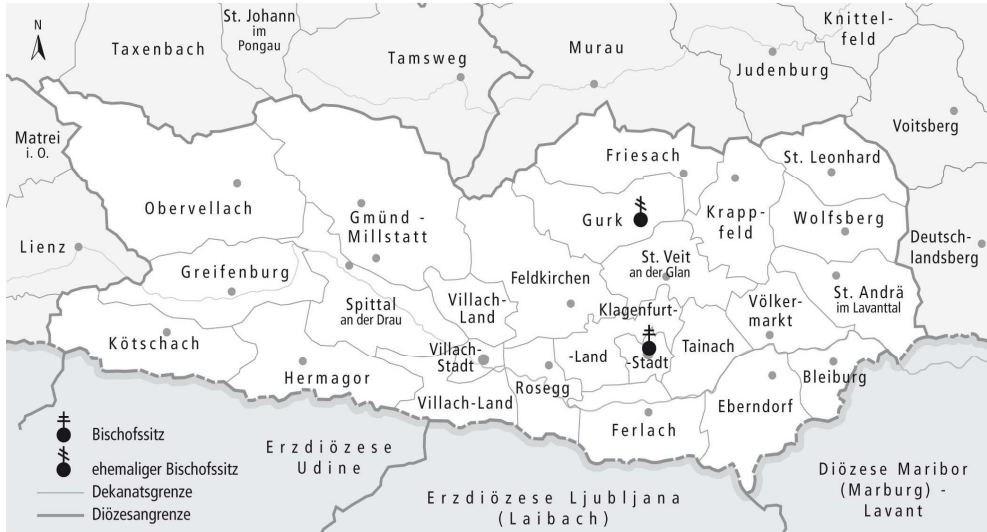 N
Taxenbach
St. Johann
im
Pongau
Tamsweg
Murau
Knittel-
feld
Judenburg
Voitsberg
Matrei
i. O.
Lienz
Obervellach
Gmünd -
Millstatt
Greifenburg
Spittal
an der Drau
Kötschach
Hermagor
Villach-
Land
Villach-
Stadt
Villach-Land
Feldkirchen
Friesach
Gurk
St. Veit
an der Glan
Krapp-
feld
St. Leonhard
Wolfsberg
Deutsch-
landsberg
St. Andrä
im Lavanttal
Völker-
markt
Klagenfurt-
-Land
-Stadt
Tainach
Rosegg
Ferlach
Eberndorf
Bleiburg
Bischofssitz
ehemaliger Bischofssitz
Dekanatsgrenze
Diözesangrenze
Erzdiözese
Udine
Erzdiözese Ljubljana
(Laibach)
Diözese Maribor
(Marburg) -
Lavant